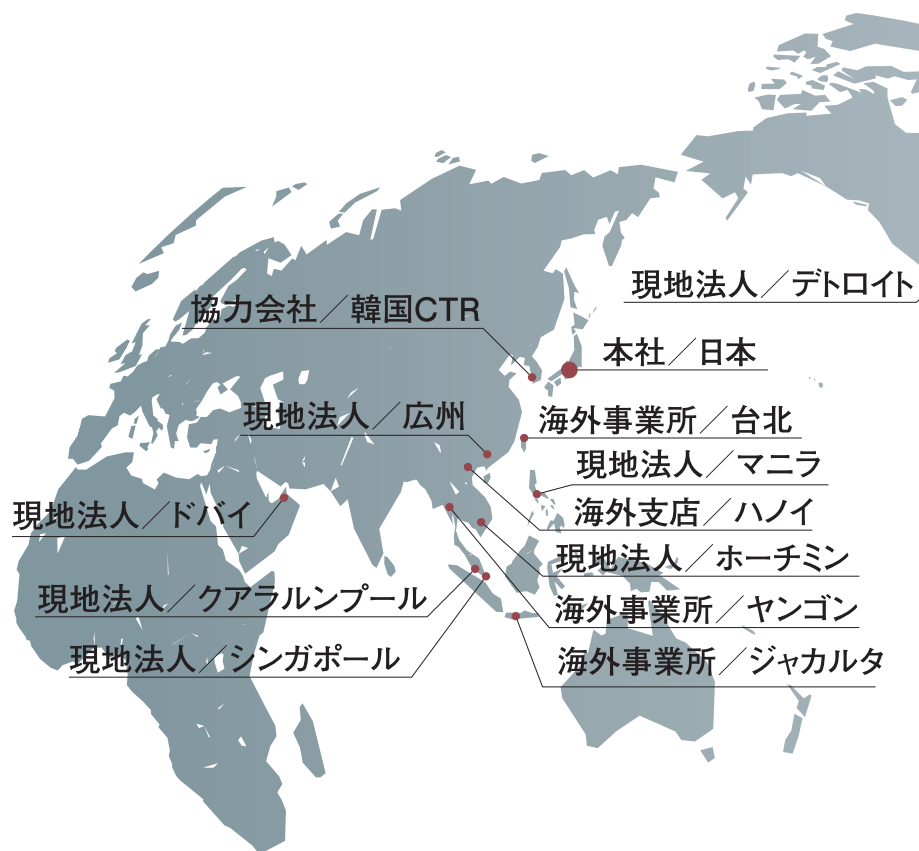 現地法人／デトロイト
協力会社／韓国CTR
本社／日本
現地法人／広州
海外事業所／台北
現地法人／マニラ
現地法人／ドバイ
海外支店／ハノイ
現地法人／ホーチミン
現地法人／クアラルンプール
海外事業所／ヤンゴン
現地法人／シンガポール
海外事業所／ジャカルタ